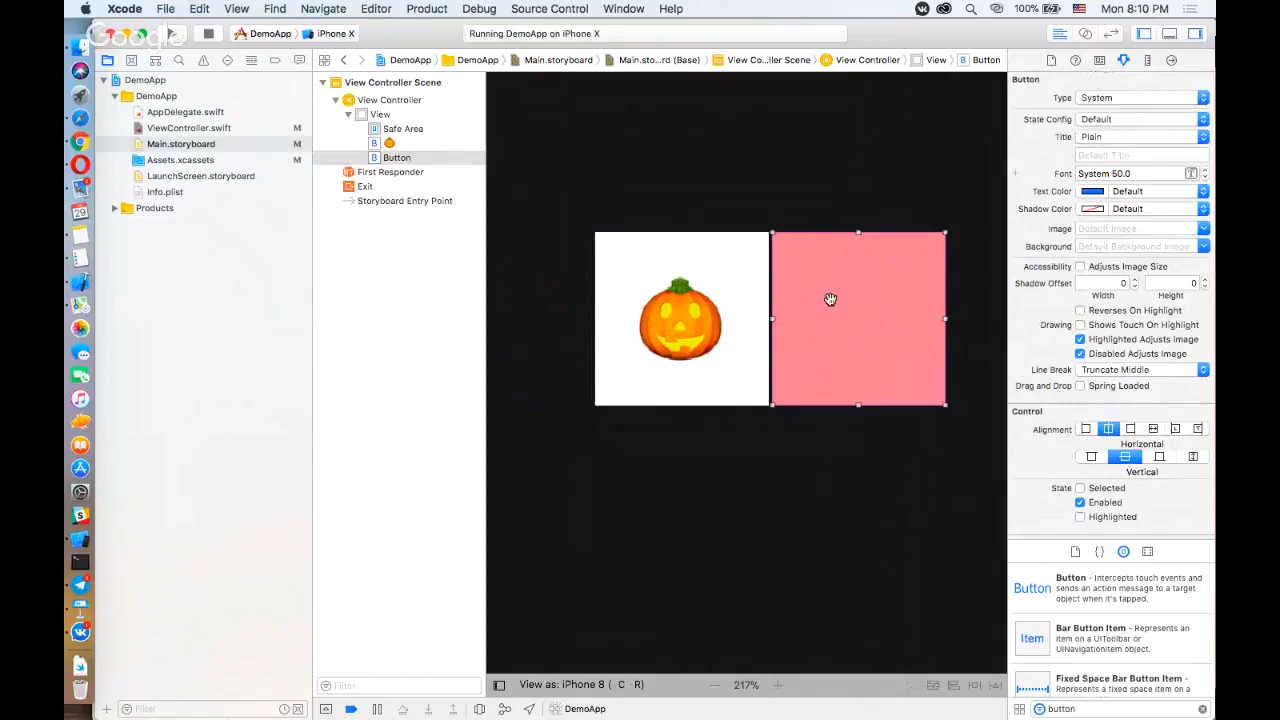 Xcode File Edit View Find Navigate Editor Product Debug Source Control Window Help 100% Mon 8:10 PM
Google
DemoApp iPhone X Running DemoApp on iPhone X
DemoApp DemoApp Main.storyboard Main.sto...rd (Base) View Co...ller Scene View Controller View B Button
DemoApp
DemoApp
AppDelegate.swift
ViewController.swift M
Main.storyboard M
Assets.xcassets M
LaunchScreen.storyboard
Info.plist
Products
View Controller Scene
View Controller
View
Safe Area
B 🎃
B Button
First Responder
Exit
Storyboard Entry Point
Button
Type System
State Config Default
Title Plain
Default Title
Font System 50.0
Text Color Default
Shadow Color Default
Image Default Image
Background Default Background Image
Accessibility Adjusts Image Size
Shadow Offset 0 0
Width Height
Reverses On Highlight
Drawing Shows Touch On Highlight
Highlighted Adjusts Image
Disabled Adjusts Image
Line Break Truncate Middle
Drag and Drop Spring Loaded
Control
Alignment
Horizontal
Vertical
State Selected
Enabled
Highlighted
Button
Button - Intercepts touch events and
sends an action message to a target
object when it's tapped.
Item
Bar Button Item - Represents an
item on a UIToolbar or
UINavigationItem object.
Fixed Space Bar Button Item -
Represents a fixed space item on a
Filter View as: iPhone 8 ( C R) 217%
Filter DemoApp button